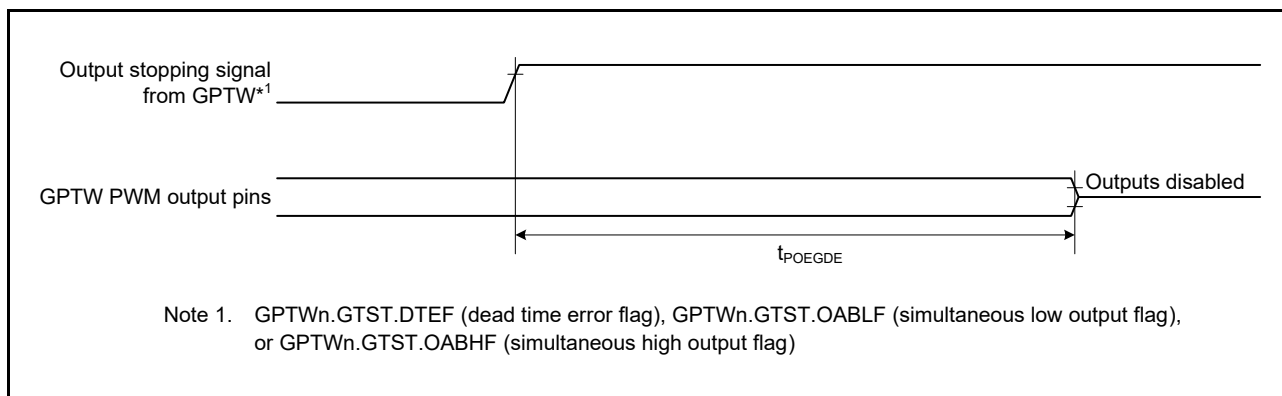 Output stopping signal
from GPTW*1
GPTW PWM output pins
Outputs disabled
tPOEGDE
Note 1. GPTWn.GTST.DTEF (dead time error flag), GPTWn.GTST.OABLF (simultaneous low output flag),
or GPTWn.GTST.OABHF (simultaneous high output flag)